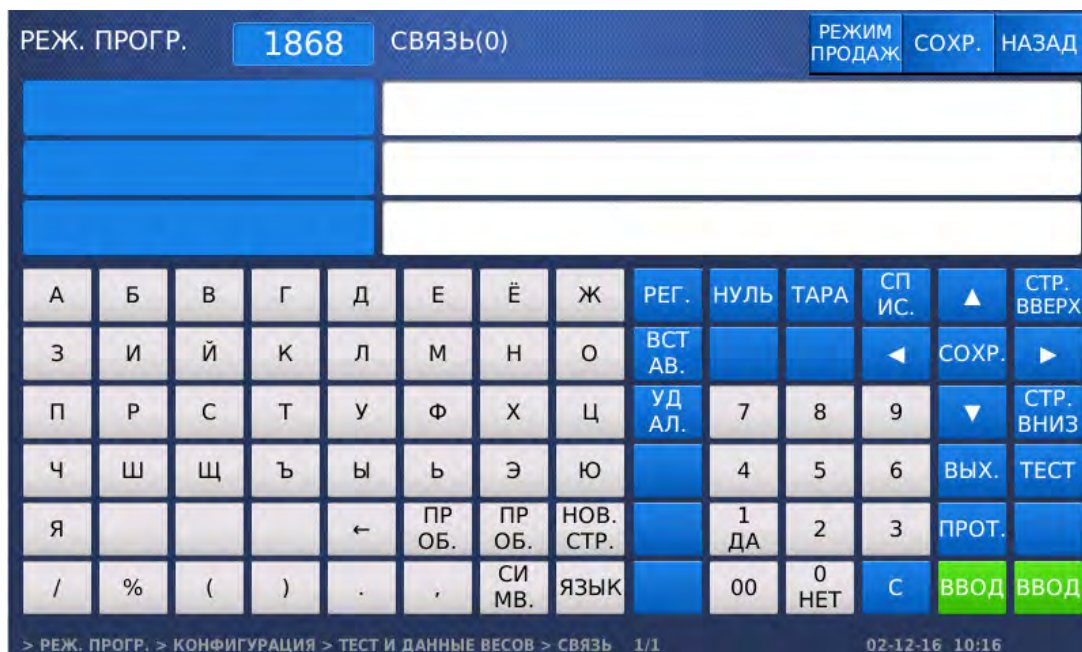 РЕЖ. ПРОГР. 1868 СВЯЗЬ(0) РЕЖИМ ПРОДАЖ СОХР. НАЗАД
А Б В Г Д Е Ё Ж РЕГ. НУЛЬ ТАРА СП ИС. ▲ СТР. ВВЕРХ
З И Й К Л М Н О ВСТ АВ. ◀ СОХР. ▶
П Р С Т У Ф Х Ц УД АЛ. 7 8 9 ▼ СТР. ВНИЗ
Ч Ш Щ Ъ Ы Ь Э Ю 4 5 6 ВЫХ. ТЕСТ
Я ← ПР ОБ. ПР ОБ. НОВ. СТР. 1 ДА 2 3 ПРОТ.
/ % ( ) . , СИ МВ. ЯЗЫК 00 0 НЕТ С ВВОД ВВОД
> РЕЖ. ПРОГР. > КОНФИГУРАЦИЯ > ТЕСТ И ДАННЫЕ ВЕСОВ > СВЯЗЬ 1/1 02-12-16 10:16